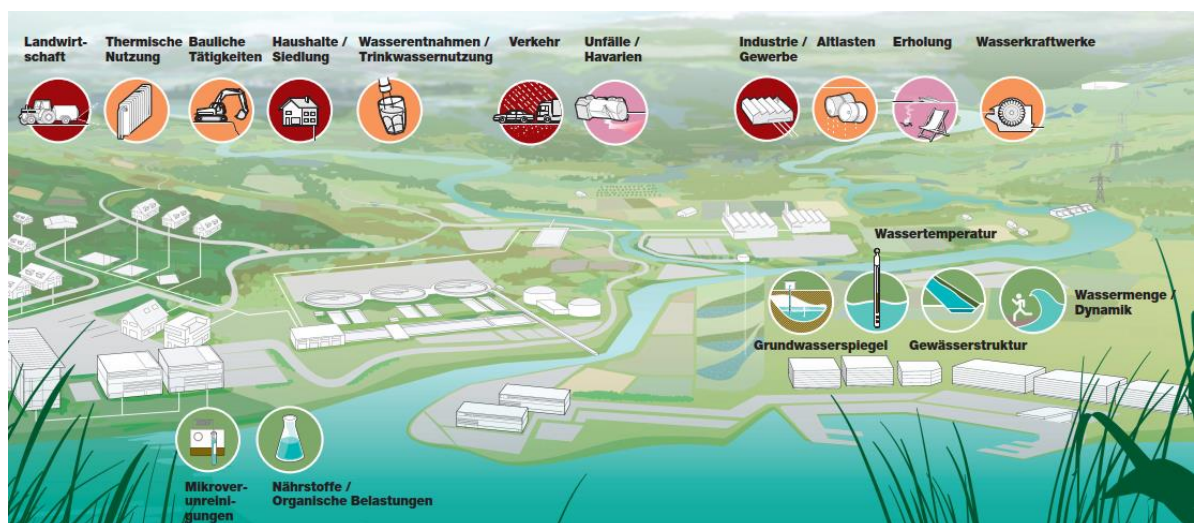 Landwirt-
schaft
Thermische
Nutzung
Bauliche
Tätigkeiten
Haushalte /
Siedlung
Wasserentnahmen /
Trinkwassernutzung
Verkehr
Unfälle /
Havarien
Industrie /
Gewerbe
Altlasten
Erholung
Wasserkraftwerke
Wassertemperatur
Wassermenge /
Dynamik
Grundwasserspiegel
Gewässerstruktur
Mikrover-
unreini-
gungen
Nährstoffe /
Organische Belastungen